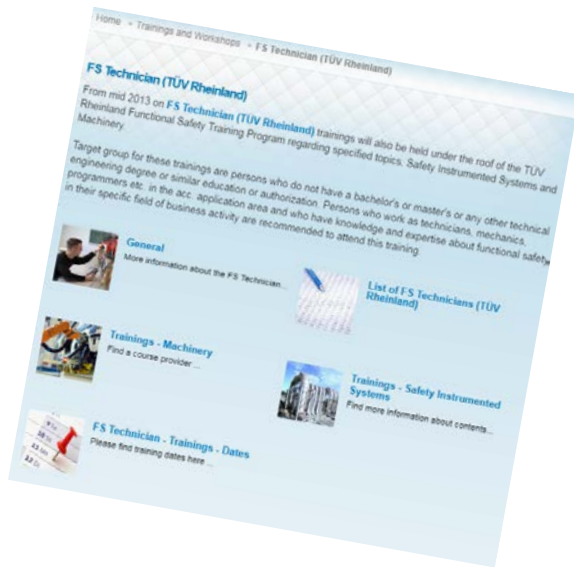 Home » Trainings and Workshops » FS Technician (TÜV Rheinland)
FS Technician (TÜV Rheinland)
From mid 2013 on FS Technician (TÜV Rheinland) trainings will also be held under the roof of the TÜV
Rheinland Functional Safety Training Program regarding specified topics, Safety Instrumented Systems and
Machinery.
Target group for these trainings are persons who do not have a bachelor's or master's or any other technical
engineering degree or similar education or authorization. Persons who work as technicians, mechanics,
programmers etc. in the acc. application area and who have knowledge and expertise about functional safety
in their specific field of business activity are recommended to attend this training
General
More information about the FS Technician...
List of FS Technicians (TÜV
Rheinland)
Trainings - Machinery
Find a course provider ...
Trainings - Safety Instrumented
Systems
Find more information about contents...
FS Technician - Trainings - Dates
Please find training dates here ...